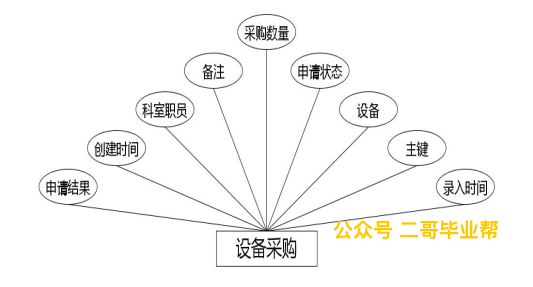 采购数量
备注
申请状态
科室职员
设备
创建时间
主键
申请结果
录入时间
公众号 二哥毕业帮
设备采购